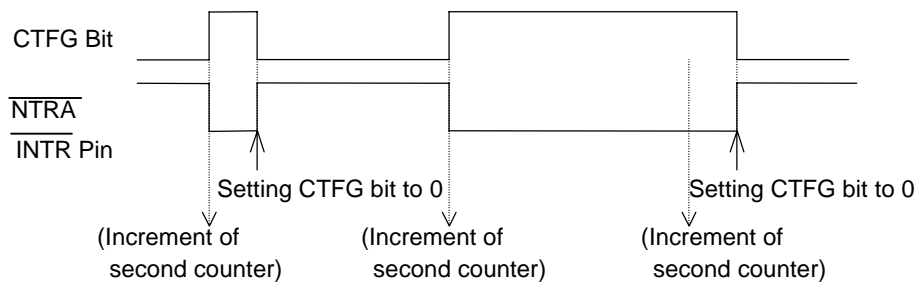 CTFG Bit
NTRA
INTR Pin
Setting CTFG bit to 0
Setting CTFG bit to 0
(Increment of
second counter)
(Increment of
second counter)
(Increment of
second counter)